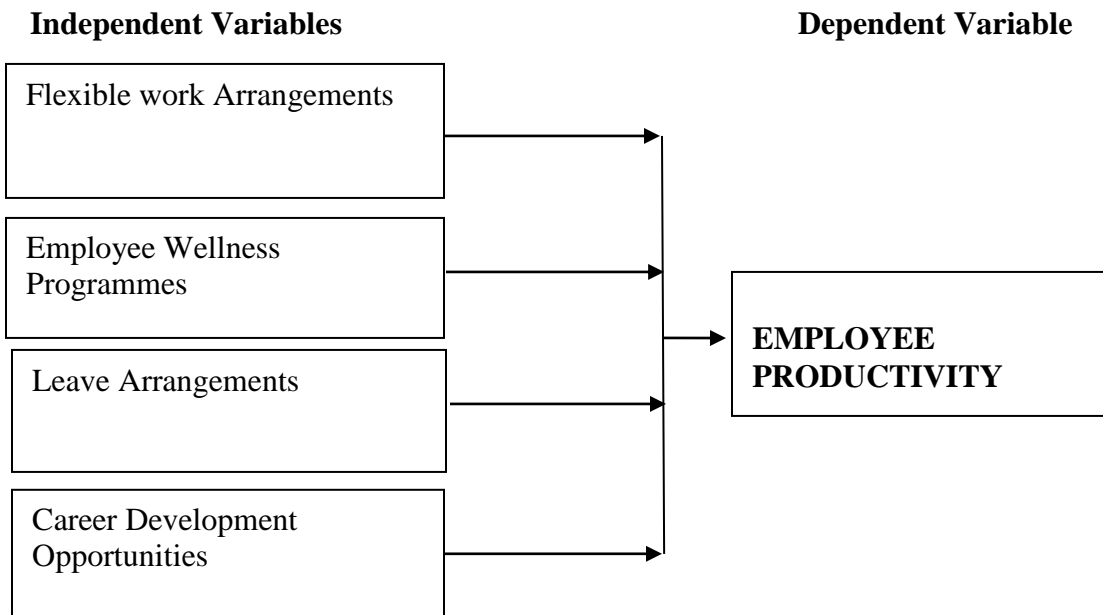 Independent Variables
Dependent Variable
Flexible work Arrangements
Employee Wellness
Programmes
Leave Arrangements
Career Development
Opportunities
EMPLOYEE
PRODUCTIVITY